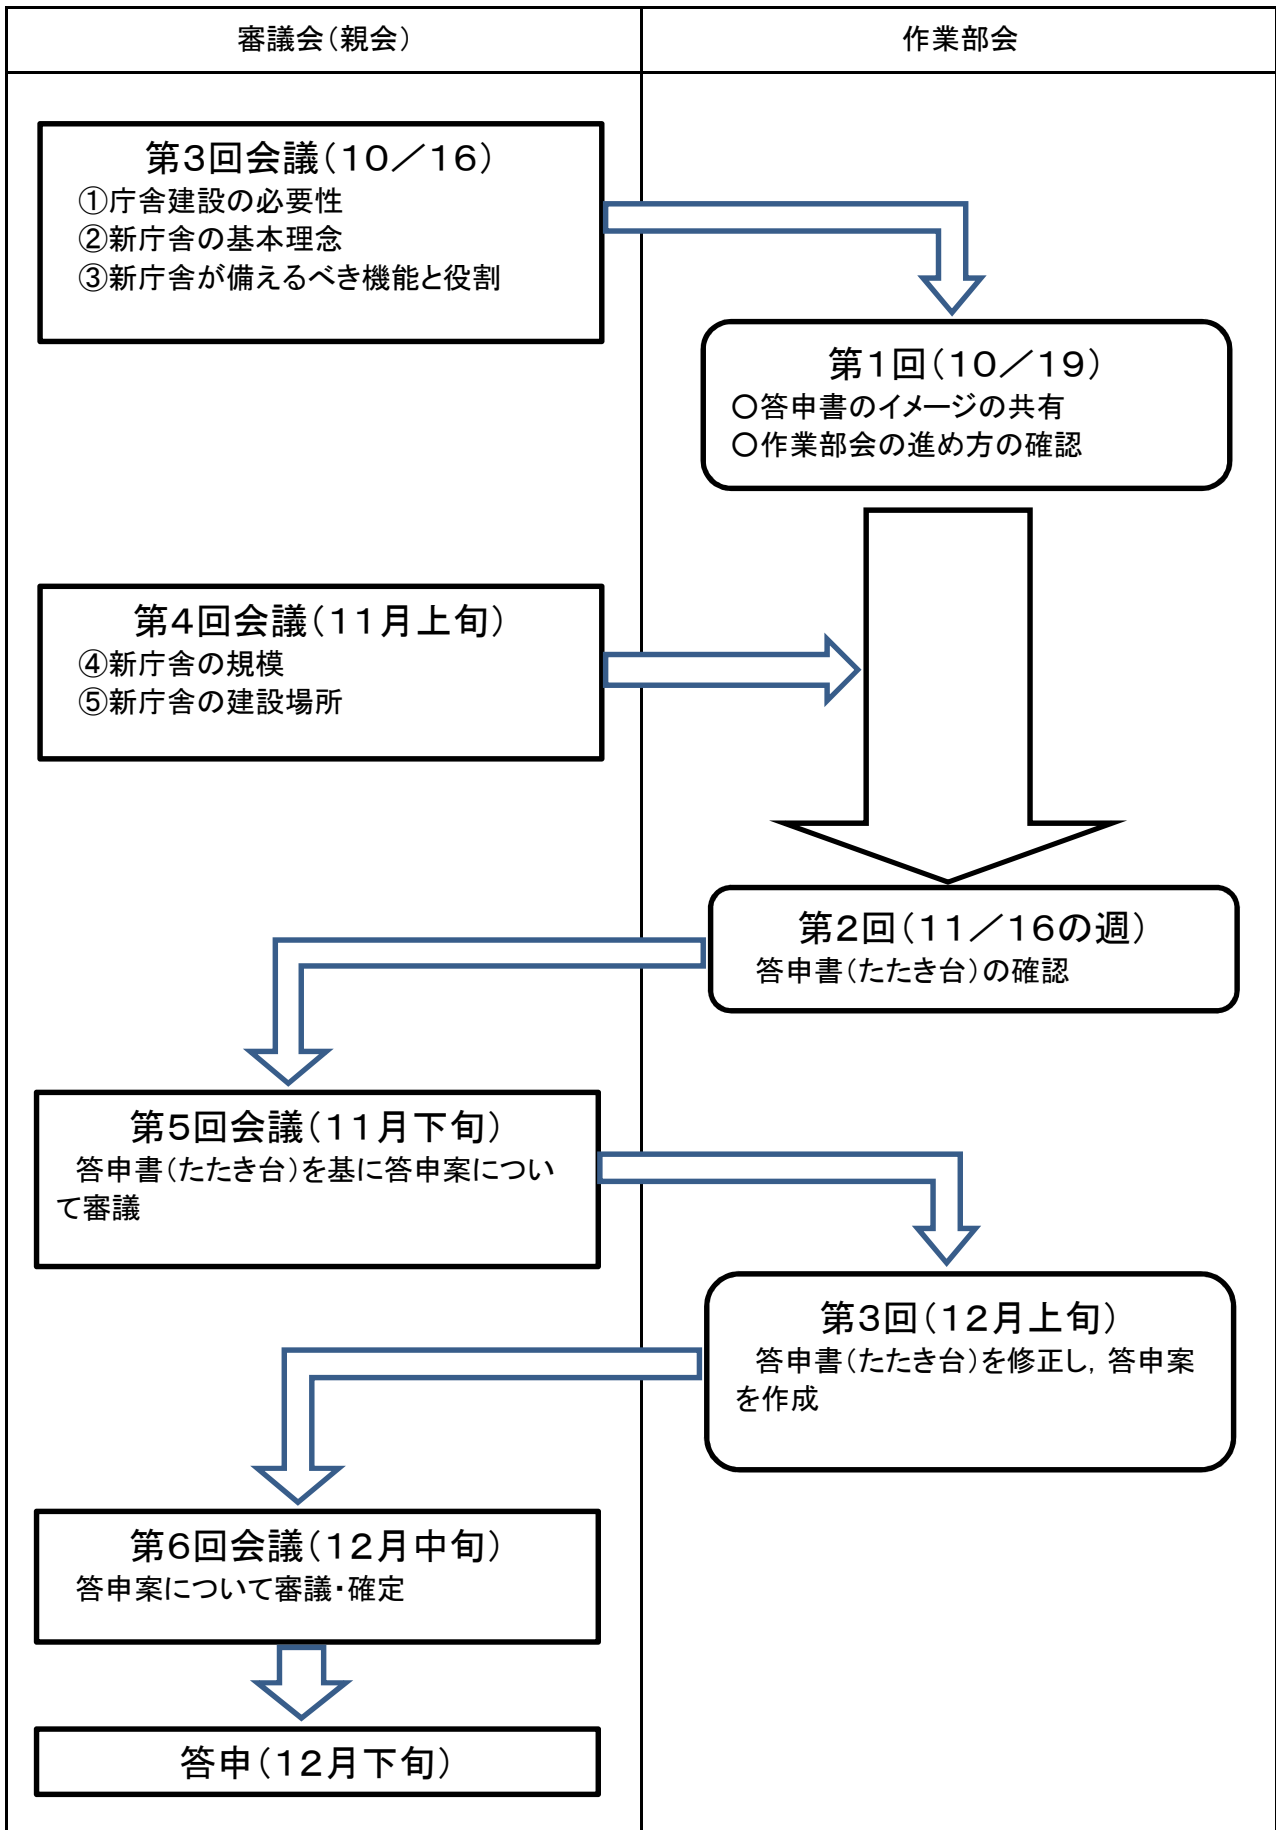 審議会（親会）
作業部会
第３回会議（１０／１６）
①庁舎建設の必要性
②新庁舎の基本理念
③新庁舎が備えるべき機能と役割
第１回（１０／１９）
○答申書のイメージの共有
○作業部会の進め方の確認
第４回会議（１１月上旬）
④新庁舎の規模
⑤新庁舎の建設場所
第２回（１１／１６の週）
答申書（たたき台）の確認
第５回会議（１１月下旬）
答申書（たたき台）を基に答申案につい
て審議
第３回（１２月上旬）
答申書（たたき台）を修正し，答申案
を作成
第６回会議（１２月中旬）
答申案について審議・確定
答申（１２月下旬）